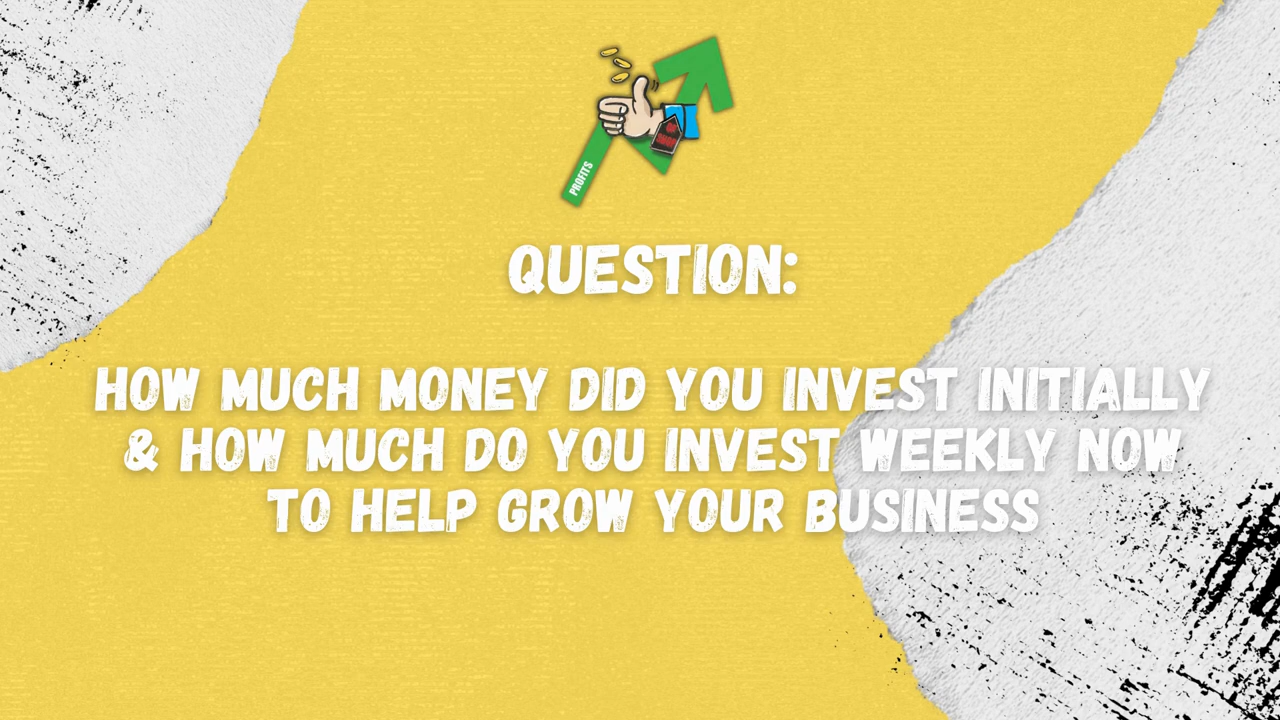 PROFITS
QUESTION:
HOW MUCH MONEY DID YOU INVEST INITIALLY
& HOW MUCH DO YOU INVEST WEEKLY NOW
TO HELP GROW YOUR BUSINESS